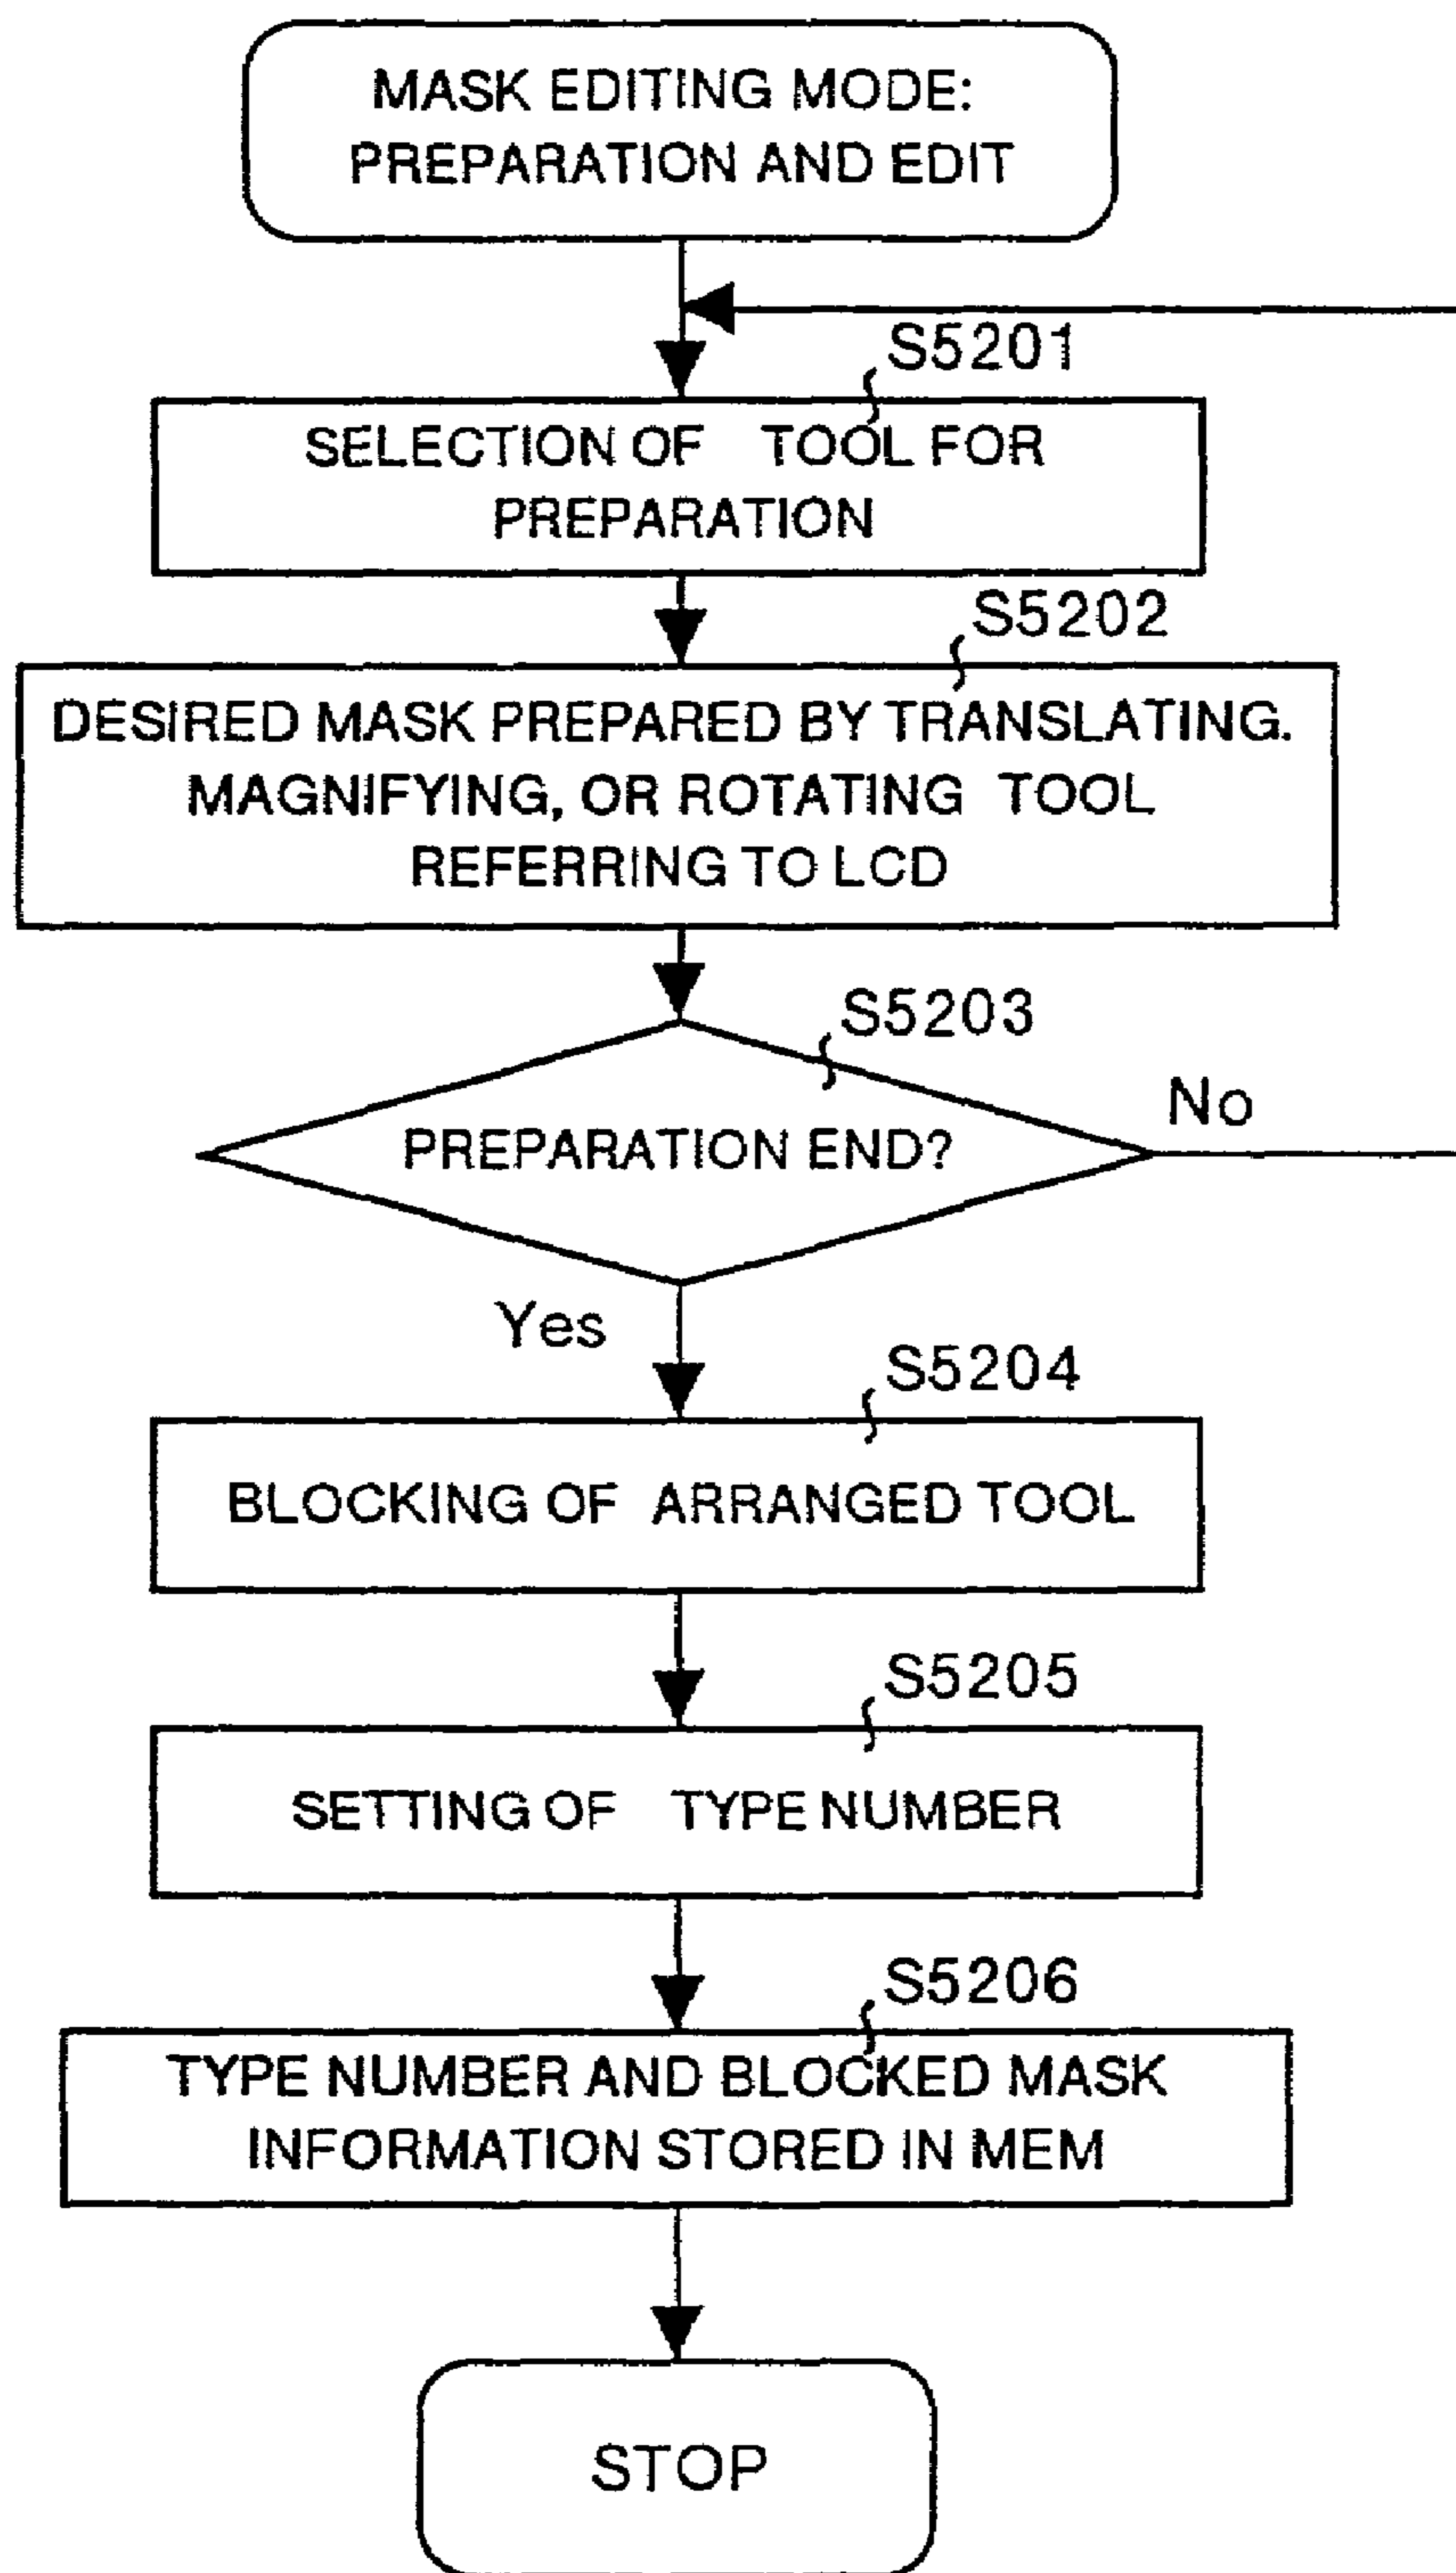 MASK EDITING MODE:
PREPARATION AND EDIT
S5201
SELECTION OF TOOL FOR
PREPARATION
S5202
DESIRED MASK PREPARED BY TRANSLATING.
MAGNIFYING, OR ROTATING TOOL
REFERRING TO LCD
S5203
PREPARATION END?
No
Yes
S5204
BLOCKING OF ARRANGED TOOL
S5205
SETTING OF TYPE NUMBER
S5206
TYPE NUMBER AND BLOCKED MASK
INFORMATION STORED IN MEM
STOP